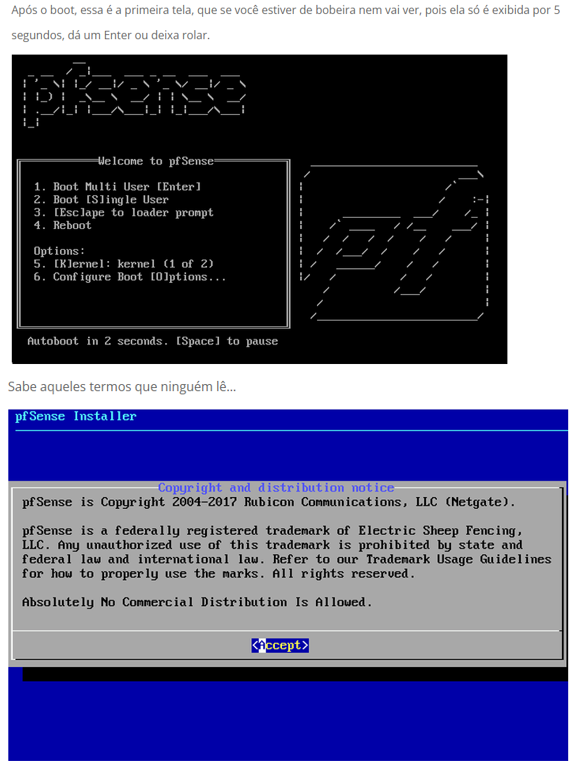 Após o boot, essa é a primeira tela, que se você estiver de bobeira nem vai ver, pois ela só é exibida por 5
segundos, dá um Enter ou deixa rolar.
pfSense
Welcome to pfSense
1. Boot Multi User [Enter]
2. Boot [S]ingle User
3. [Esc]ape to loader prompt
4. Reboot
Options:
5. [K]ernel: kernel (1 of 2)
6. Configure Boot [O]ptions...
pf
Autoboot in 2 seconds. [Space] to pause
Sabe aqueles termos que ninguém lê...
pfSense Installer
Copyright and distribution notice
pfSense is Copyright 2004-2017 Rubicon Communications, LLC (Netgate).
pfSense is a federally registered trademark of Electric Sheep Fencing,
LLC. Any unauthorized use of this trademark is prohibited by state and
federal law and international law. Refer to our Trademark Usage Guidelines
for how to properly use the marks. All rights reserved.
Absolutely No Commercial Distribution Is Allowed.
<Accept>